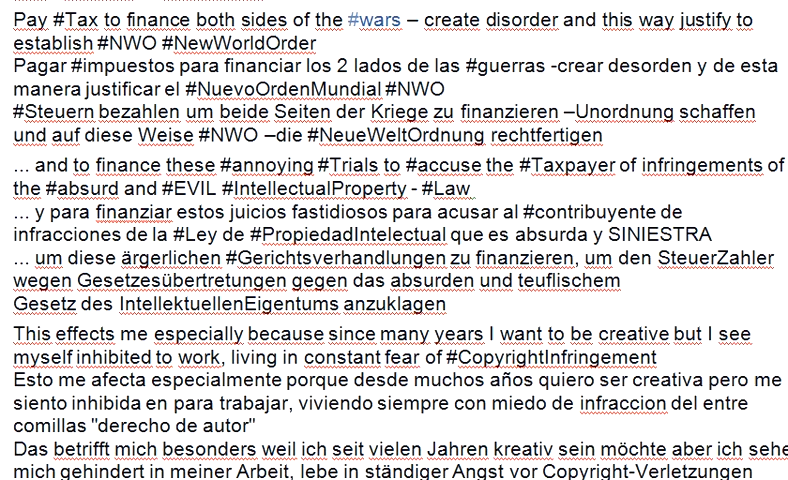 Pay #Tax to finance both sides of the #wars – create disorder and this way justify to
establish #NWO #NewWorldOrder
Pagar #impuestos para financiar los 2 lados de las #guerras -crear desorden y de esta
manera justificar el #NuevoOrdenMundial #NWO
#Steuern bezahlen um beide Seiten der Kriege zu finanzieren –Unordnung schaffen
und auf diese Weise #NWO –die #NeueWeltOrdnung rechtfertigen
... and to finance these #annoying #Trials to #accuse the #Taxpayer of infringements of
the #absurd and #EVIL #IntellectualProperty - #Law
... y para finanziar estos juicios fastidiosos para acusar al #contribuyente de
infracciones de la #Ley de #PropiedadIntelectual que es absurda y SINIESTRA
... um diese ärgerlichen #Gerichtsverhandlungen zu finanzieren, um den SteuerZahler
wegen Gesetzesübertretungen gegen das absurden und teuflischem
Gesetz des IntellektuellenEigentums anzuklagen
This effects me especially because since many years I want to be creative but I see
myself inhibited to work, living in constant fear of #CopyrightInfringement
Esto me afecta especialmente porque desde muchos años quiero ser creativa pero me
siento inhibida en para trabajar, viviendo siempre con miedo de infraccion del entre
comillas "derecho de autor"
Das betrifft mich besonders weil ich seit vielen Jahren kreativ sein möchte aber ich sehe
mich gehindert in meiner Arbeit, lebe in ständiger Angst vor Copyright-Verletzungen